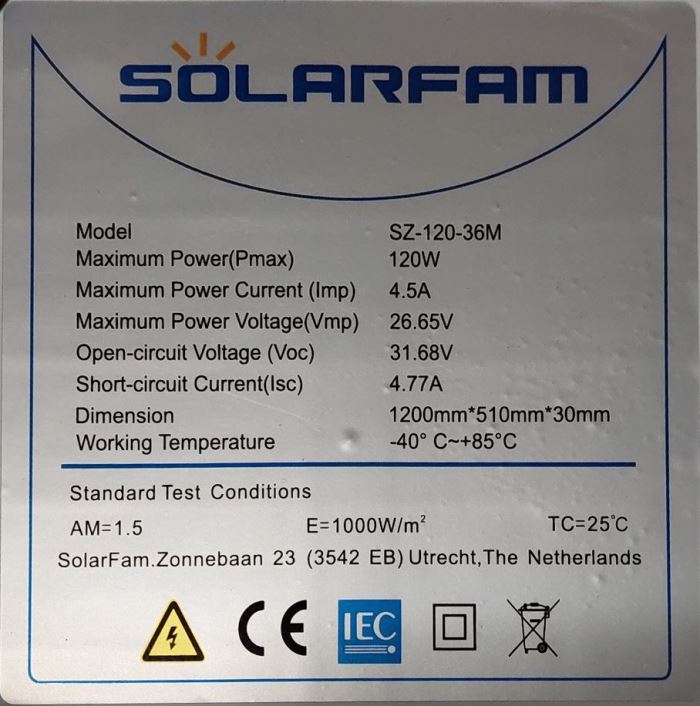 SOLARFAM
Model SZ-120-36M
Maximum Power(Pmax) 120W
Maximum Power Current (Imp) 4.5A
Maximum Power Voltage(Vmp) 26.65V
Open-circuit Voltage (Voc) 31.68V
Short-circuit Current(Isc) 4.77A
Dimension 1200mm*510mm*30mm
Working Temperature -40° C~+85°C
Standard Test Conditions
AM=1.5 E=1000W/m² TC=25°C
SolarFam.Zonnebaan 23 (3542 EB) Utrecht,The Netherlands
CE IEC